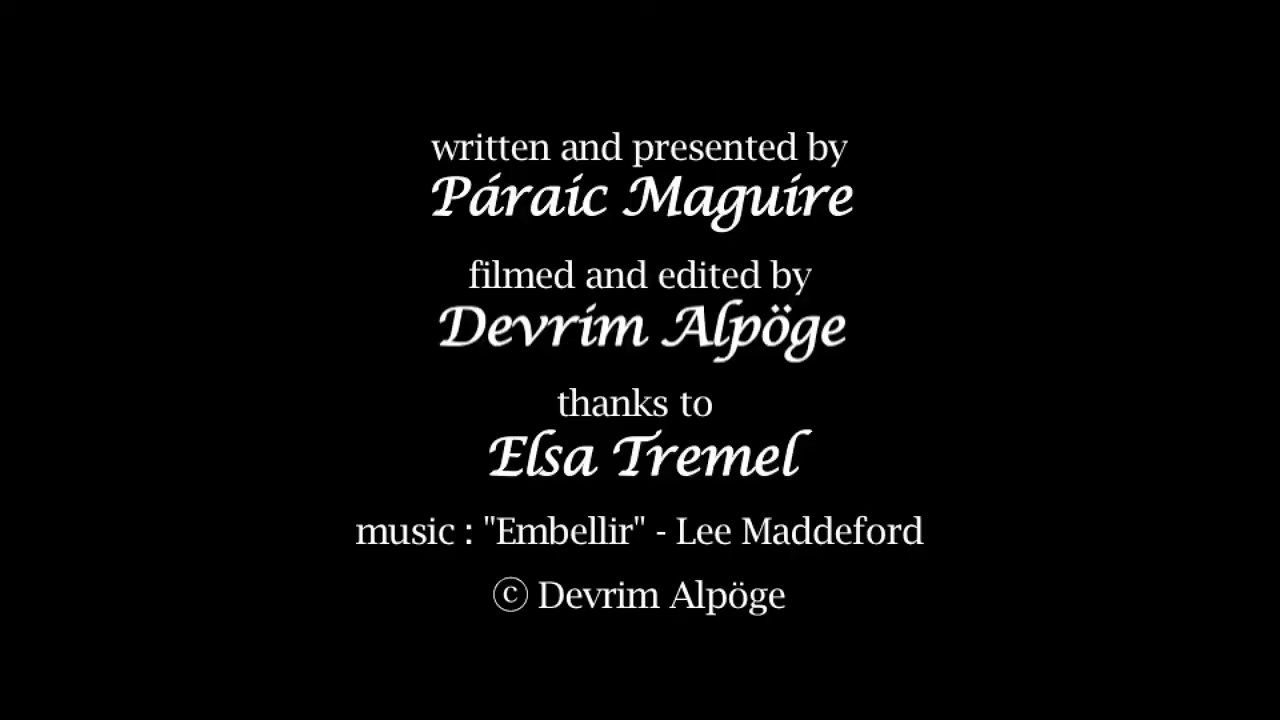 written and presented by
Páraic Maguire
filmed and edited by
Devrim Alpöge
thanks to
Elsa Tremel
music : "Embellir" - Lee Maddeford
ⓒ Devrim Alpöge